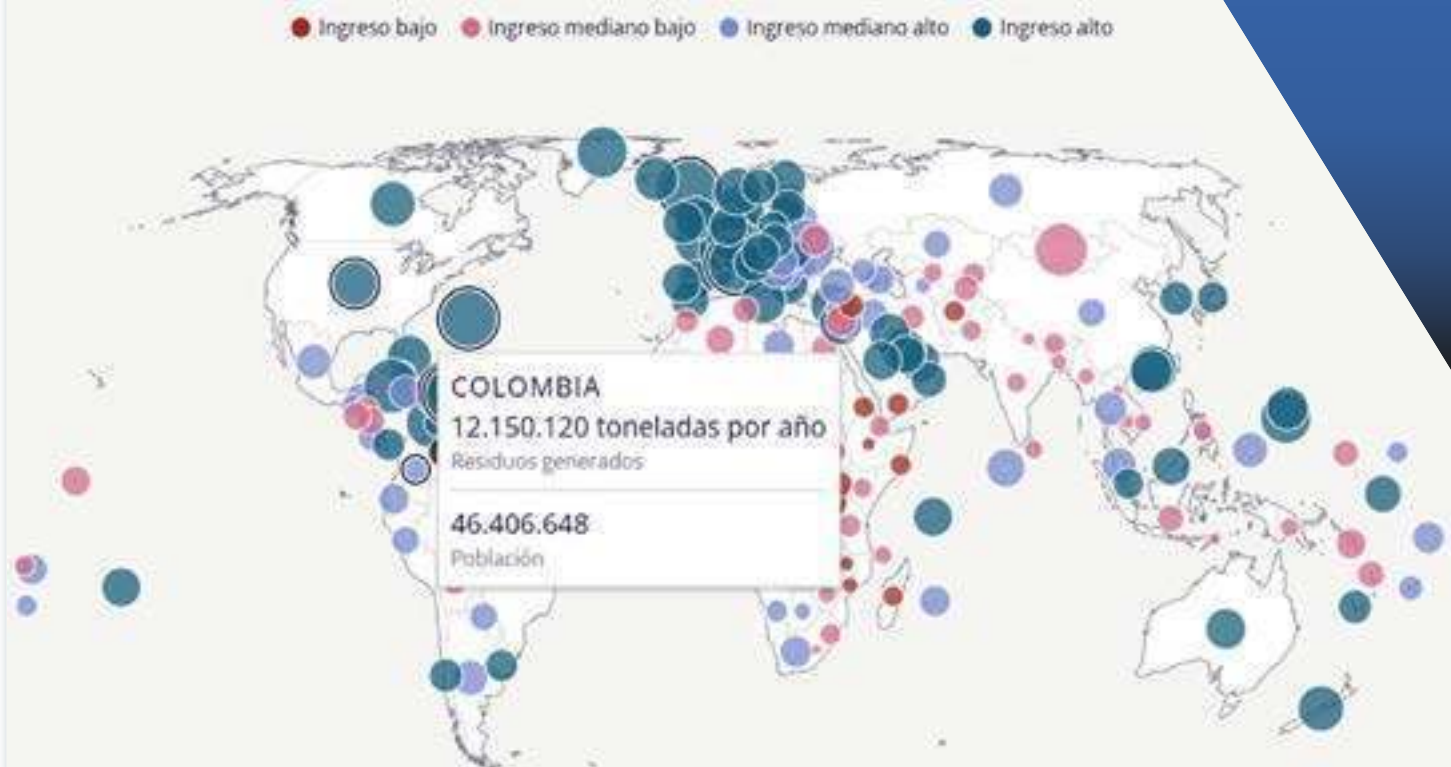 Ingreso bajo Ingreso mediano bajo Ingreso mediano alto Ingreso alto
COLOMBIA
12.150.120 toneladas por año
Residuos generados
46.406.648
Población